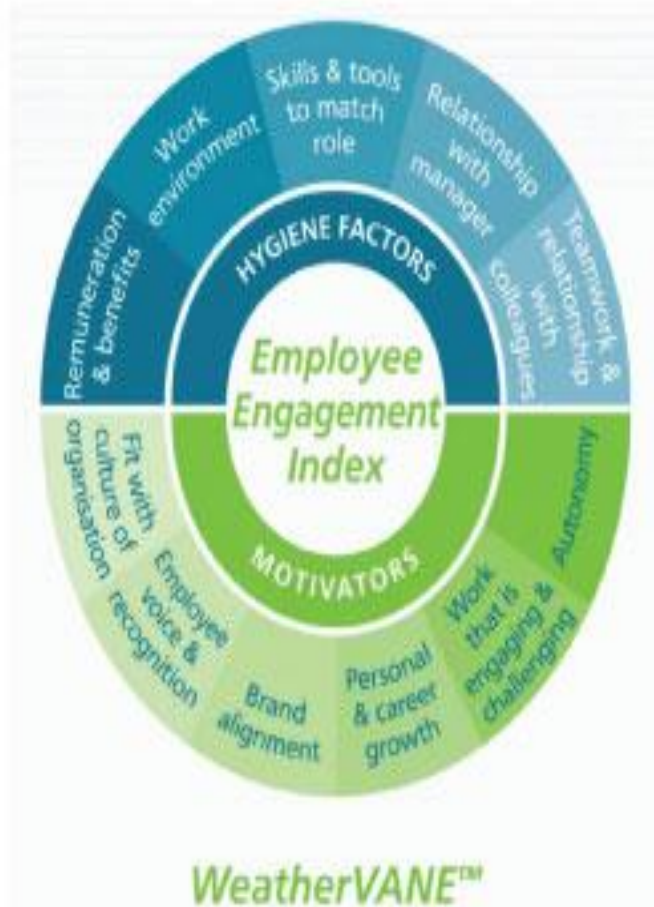 Skills & tools
to match
role
Relationship
with
manager
Teamwork &
relationship
with
colleagues
Work
environment
Remuneration
& benefits
HYGIENE FACTORS
Employee
Engagement
Index
MOTIVATORS
Fit with
culture of
organisation
Employee
voice &
recognition
Brand
alignment
Personal
& career
growth
Work
that is
engaging &
challenging
Autonomy
WeatherVANE™